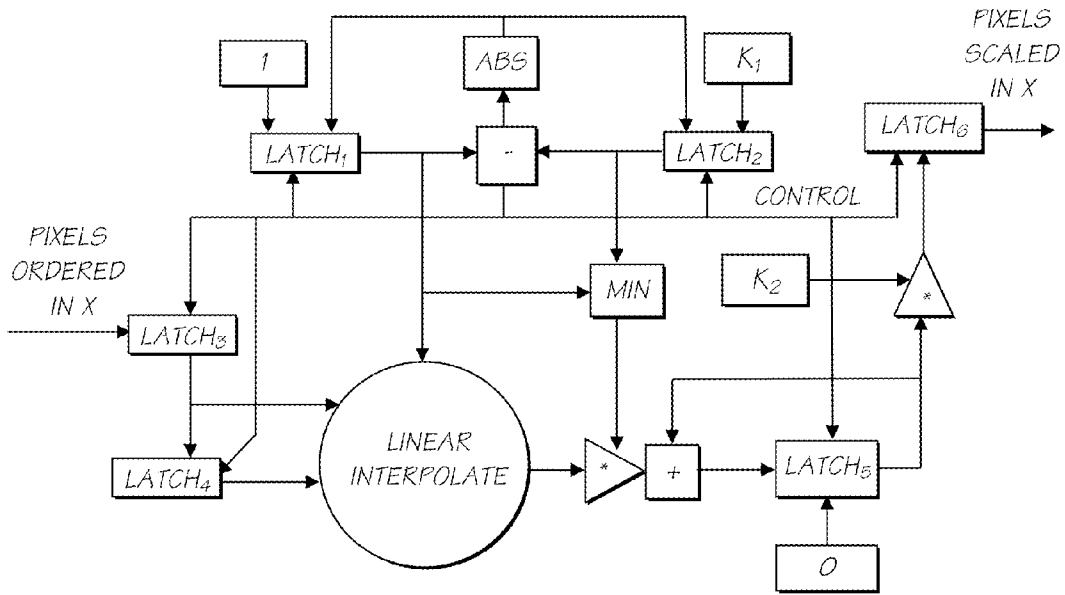 PIXELS
SCALED
IN X
1
ABS
K₁
LATCH₁
-
LATCH₂
LATCH₆
CONTROL
PIXELS
ORDERED
IN X
K₂
*
MIN
LATCH₃
LINEAR
INTERPOLATE
LATCH₄
*
+
LATCH₅
0